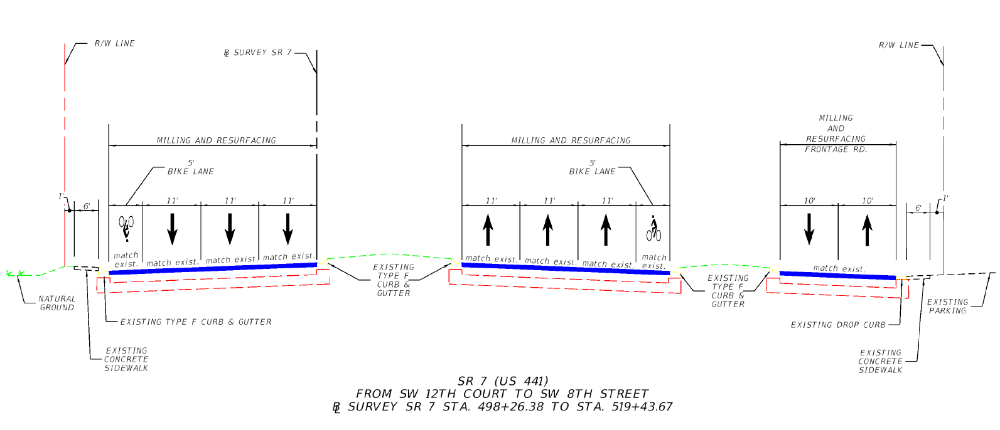 R/W LINE
BL SURVEY SR 7
R/W LINE
MILLING
AND
RESURFACING
FRONTAGE RD.
MILLING AND RESURFACING
MILLING AND RESURFACING
5'
BIKE LANE
5'
BIKE LANE
1'
6'
11'
11'
11'
11'
11'
11'
10'
10'
6'
1'
match
exist.
match exist.
match exist.
match exist.
match exist.
match exist.
match exist.
match
exist.
match exist.
EXISTING
TYPE F
CURB &
GUTTER
EXISTING
TYPE F
CURB &
GUTTER
NATURAL
GROUND
EXISTING TYPE F CURB & GUTTER
EXISTING
CONCRETE
SIDEWALK
EXISTING
PARKING
EXISTING DROP CURB
EXISTING
CONCRETE
SIDEWALK
SR 7 (US 441)
FROM SW 12TH COURT TO SW 8TH STREET
BL SURVEY SR 7 STA. 498+26.38 TO STA. 519+43.67